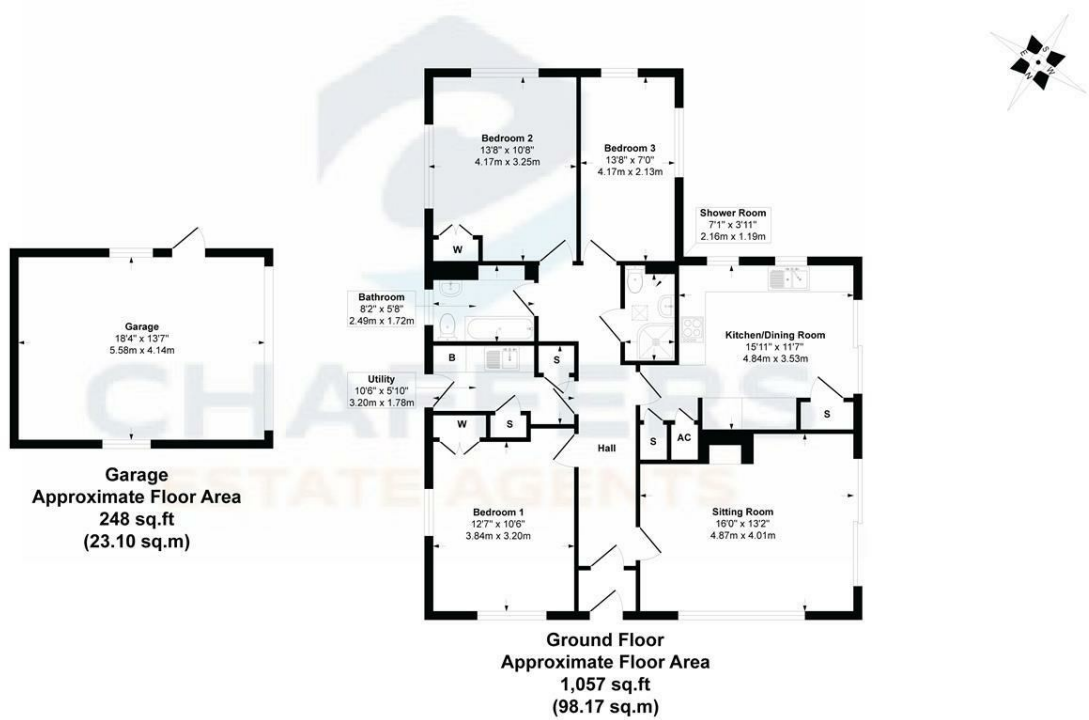 S
E
W
N
Bedroom 2
13'8" x 10'8"
4.17m x 3.25m
Bedroom 3
13'8" x 7'0"
4.17m x 2.13m
Shower Room
7'1" x 3'11"
2.16m x 1.19m
W
Garage
18'4" x 13'7"
5.58m x 4.14m
Bathroom
8'2" x 5'8"
2.49m x 1.72m
Kitchen/Dining Room
15'11" x 11'7"
4.84m x 3.53m
B
S
Utility
10'6" x 5'10"
3.20m x 1.78m
W
S
S
AC
S
Hall
CHAFFERS
ESTATE AGENTS
Bedroom 1
12'7" x 10'6"
3.84m x 3.20m
Sitting Room
16'0" x 13'2"
4.87m x 4.01m
Garage
Approximate Floor Area
248 sq.ft
(23.10 sq.m)
Ground Floor
Approximate Floor Area
1,057 sq.ft
(98.17 sq.m)